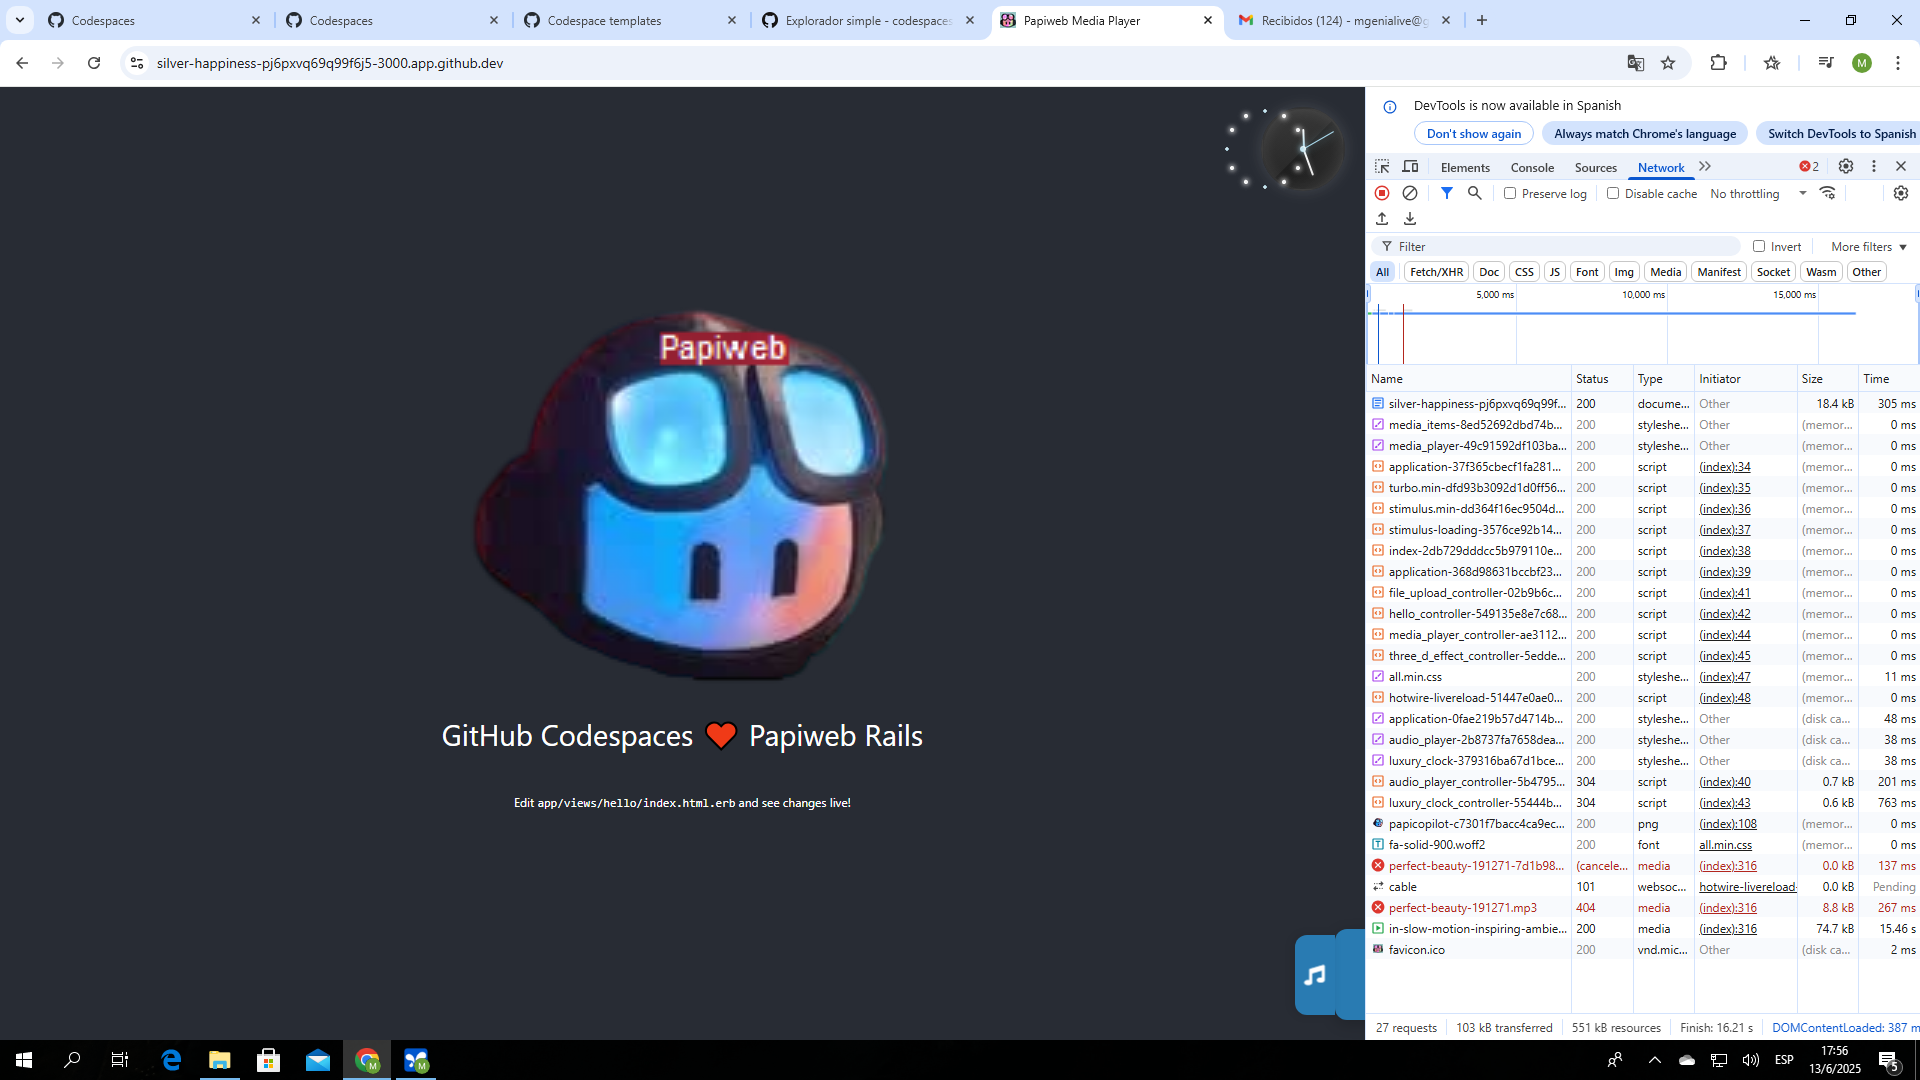 Codespaces
Codespaces
Codespace templates
Explorador simple - codespaces
Papiweb Media Player
Recibidos (124) - mgenialive@g
silver-happiness-pj6pxvq69q99f6j5-3000.app.github.dev
M
DevTools is now available in Spanish
Don't show again
Always match Chrome's language
Switch DevTools to Spanish
Elements
Console
Sources
Network
2
Preserve log
Disable cache
No throttling
Filter
Invert
More filters
All
Fetch/XHR
Doc
CSS
JS
Font
Img
Media
Manifest
Socket
Wasm
Other
5,000 ms
10,000 ms
15,000 ms
Name Status Type Initiator Size Time
silver-happiness-pj6pxvq69q99f... 200 docume... Other 18.4 kB 305 ms
media_items-8ed52692dbd74b... 200 styleshe... Other (memor... 0 ms
media_player-49c91592df103ba... 200 styleshe... Other (memor... 0 ms
application-37f365cbecf1fa281... 200 script (index):34 (memor... 0 ms
turbo.min-dfd93b3092d1d0ff56... 200 script (index):35 (memor... 0 ms
stimulus.min-dd364f16ec9504d... 200 script (index):36 (memor... 0 ms
stimulus-loading-3576ce92b14... 200 script (index):37 (memor... 0 ms
index-2db729dddcc5b979110e... 200 script (index):38 (memor... 0 ms
application-368d98631bccbf23... 200 script (index):39 (memor... 0 ms
file_upload_controller-02b9b6c... 200 script (index):41 (memor... 0 ms
hello_controller-549135e8e7c68... 200 script (index):42 (memor... 0 ms
media_player_controller-ae3112... 200 script (index):44 (memor... 0 ms
three_d_effect_controller-5edde... 200 script (index):45 (memor... 0 ms
all.min.css 200 styleshe... (index):47 (memor... 11 ms
hotwire-livereload-51447e0ae0... 200 script (index):48 (memor... 0 ms
application-0fae219b57d4714b... 200 styleshe... Other (disk ca... 48 ms
audio_player-2b8737fa7658dea... 200 styleshe... Other (disk ca... 38 ms
luxury_clock-379316ba67d1bce... 200 styleshe... Other (disk ca... 38 ms
audio_player_controller-5b4795... 304 script (index):40 0.7 kB 201 ms
luxury_clock_controller-55444b... 304 script (index):43 0.6 kB 763 ms
papicopilot-c7301f7bacc4ca9ec... 200 png (index):108 (memor... 0 ms
fa-solid-900.woff2 200 font all.min.css (memor... 0 ms
perfect-beauty-191271-7d1b98... (cancele... media (index):316 0.0 kB 137 ms
cable 101 websoc... hotwire-livereload- 0.0 kB Pending
perfect-beauty-191271.mp3 404 media (index):316 8.8 kB 267 ms
in-slow-motion-inspiring-ambie... 200 media (index):316 74.7 kB 15.46 s
favicon.ico 200 vnd.mic... Other (disk ca... 2 ms
27 requests
103 kB transferred
551 kB resources
Finish: 16.21 s
DOMContentLoaded: 387 m
Papiweb
GitHub Codespaces ❤️ Papiweb Rails
Edit app/views/hello/index.html.erb and see changes live!
M
M
ESP
17:56
13/6/2025
5